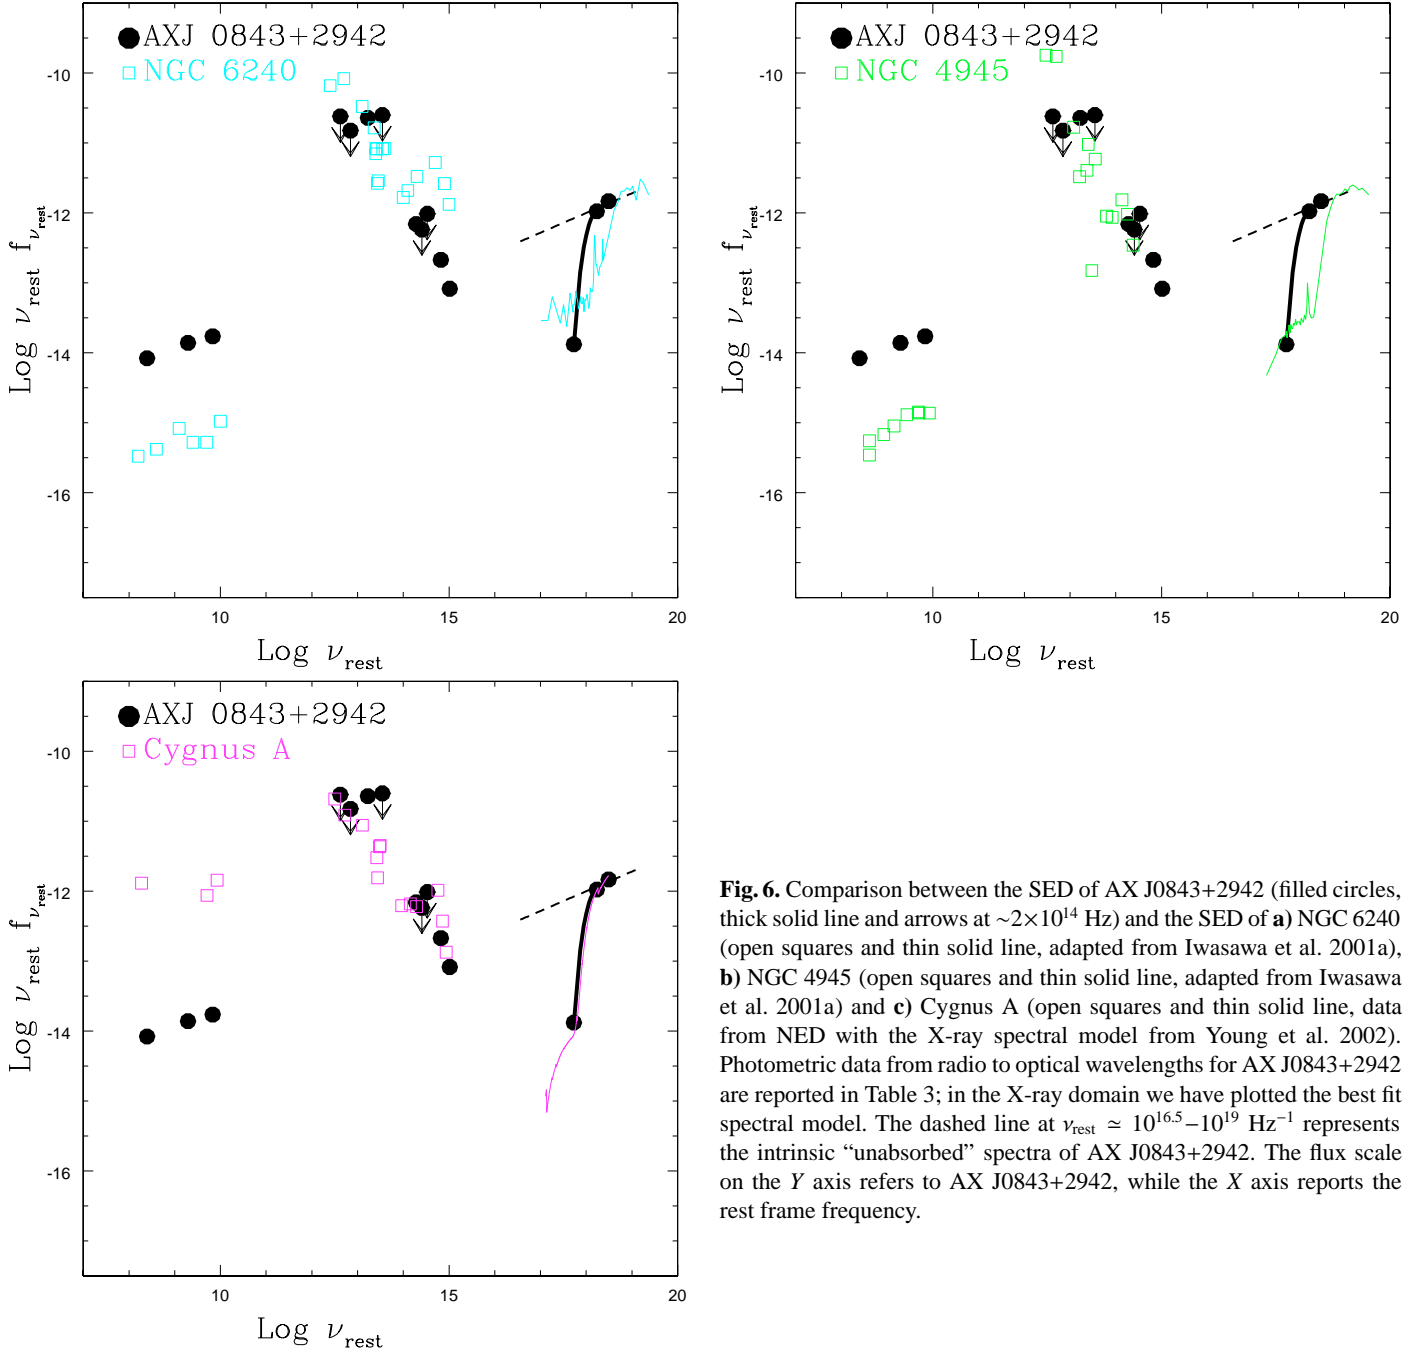 AXJ 0843+2942
NGC 6240
-10
-12
-14
-16
10
15
20
Log ν_rest f_ν_rest
Log ν_rest
AXJ 0843+2942
NGC 4945
-10
-12
-14
-16
10
15
20
Log ν_rest f_ν_rest
Log ν_rest
AXJ 0843+2942
Cygnus A
-10
-12
-14
-16
10
15
20
Log ν_rest f_ν_rest
Log ν_rest
Fig. 6. Comparison between the SED of AX J0843+2942 (filled circles,
thick solid line and arrows at ~2×10^14 Hz) and the SED of a) NGC 6240
(open squares and thin solid line, adapted from Iwasawa et al. 2001a),
b) NGC 4945 (open squares and thin solid line, adapted from Iwasawa
et al. 2001a) and c) Cygnus A (open squares and thin solid line, data
from NED with the X-ray spectral model from Young et al. 2002).
Photometric data from radio to optical wavelengths for AX J0843+2942
are reported in Table 3; in the X-ray domain we have plotted the best fit
spectral model. The dashed line at ν_rest ≃ 10^16.5−10^19 Hz^−1 represents
the intrinsic “unabsorbed” spectra of AX J0843+2942. The flux scale
on the Y axis refers to AX J0843+2942, while the X axis reports the
rest frame frequency.